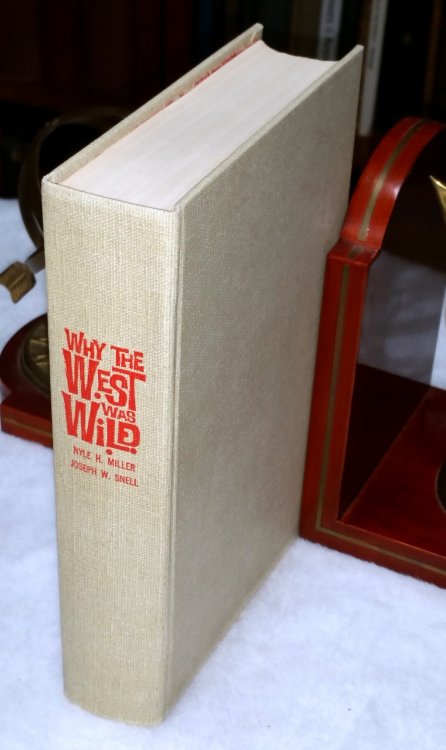 WHY THE
WEST
WAS
WILD
NYLE H. MILLER
JOSEPH W. SNELL